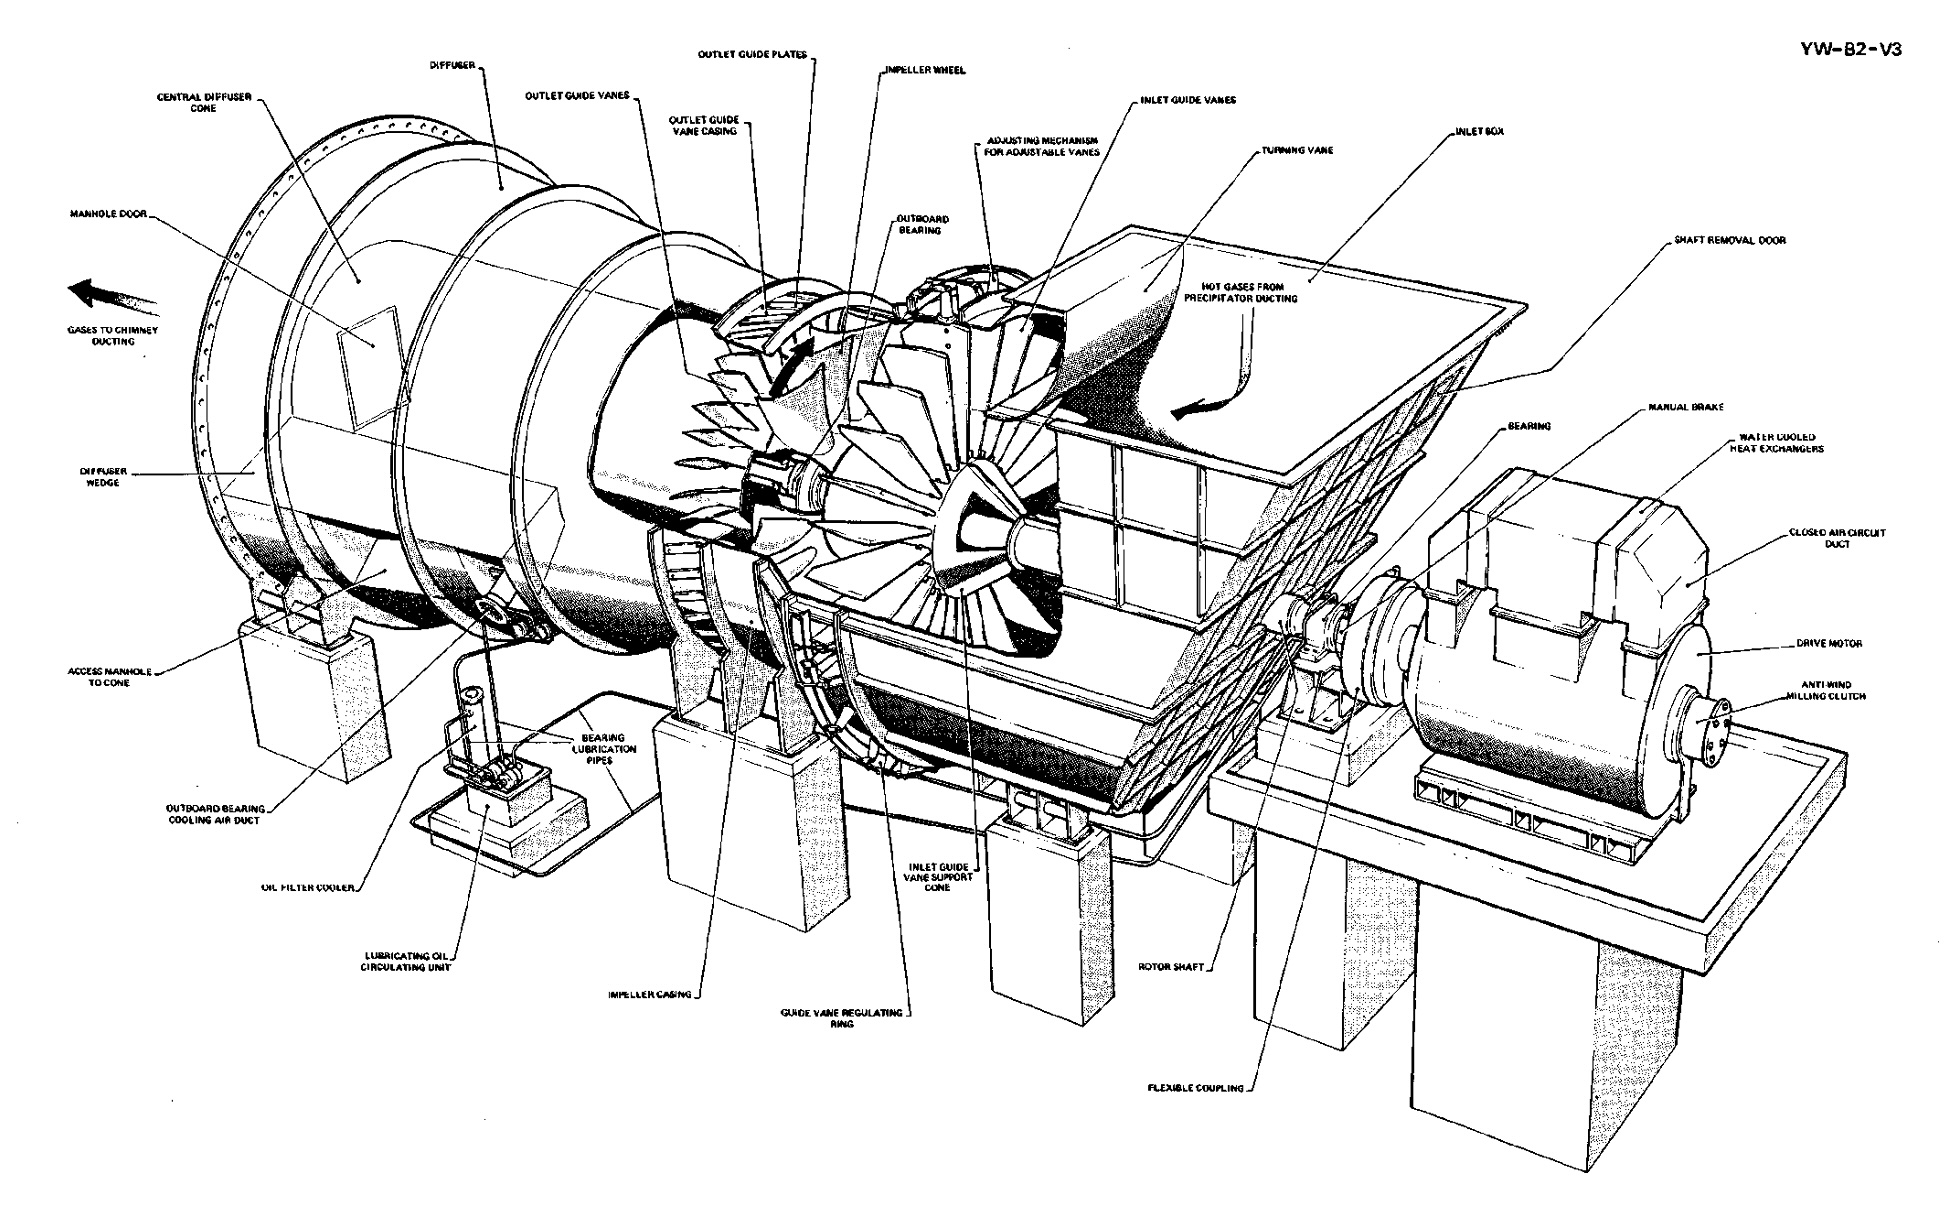 YW-82-V3
OUTLET GUIDE PLATES
DIFFUSER
IMPELLER WHEEL
CENTRAL DIFFUSER
CONE
OUTLET GUIDE VANES
INLET GUIDE VANES
OUTLET GUIDE
VANE CASING
INLET BOX
ADJUSTING MECHANISM
FOR ADJUSTABLE VANES
TURNING VANE
MANHOLE DOOR
OUTBOARD
BEARING
SHAFT REMOVAL DOOR
HOT GASES FROM
PRECIPITATOR DUCTING
GASES TO CHIMNEY
DUCTING
MANUAL BRAKE
BEARING
WATER COOLED
HEAT EXCHANGERS
DIFFUSER
WEDGE
CLOSED AIR CIRCUIT
DUCT
DRIVE MOTOR
ACCESS MANHOLE
TO CONE
ANTI-WIND
MILLING CLUTCH
BEARING
LUBRICATION
PIPES
OUTBOARD BEARING
COOLING AIR DUCT
INLET GUIDE
VANE SUPPORT
CONE
OIL FILTER COOLER
LUBRICATING OIL
CIRCULATING UNIT
ROTOR SHAFT
IMPELLER CASING
GUIDE VANE REGULATING
RING
FLEXIBLE COUPLING